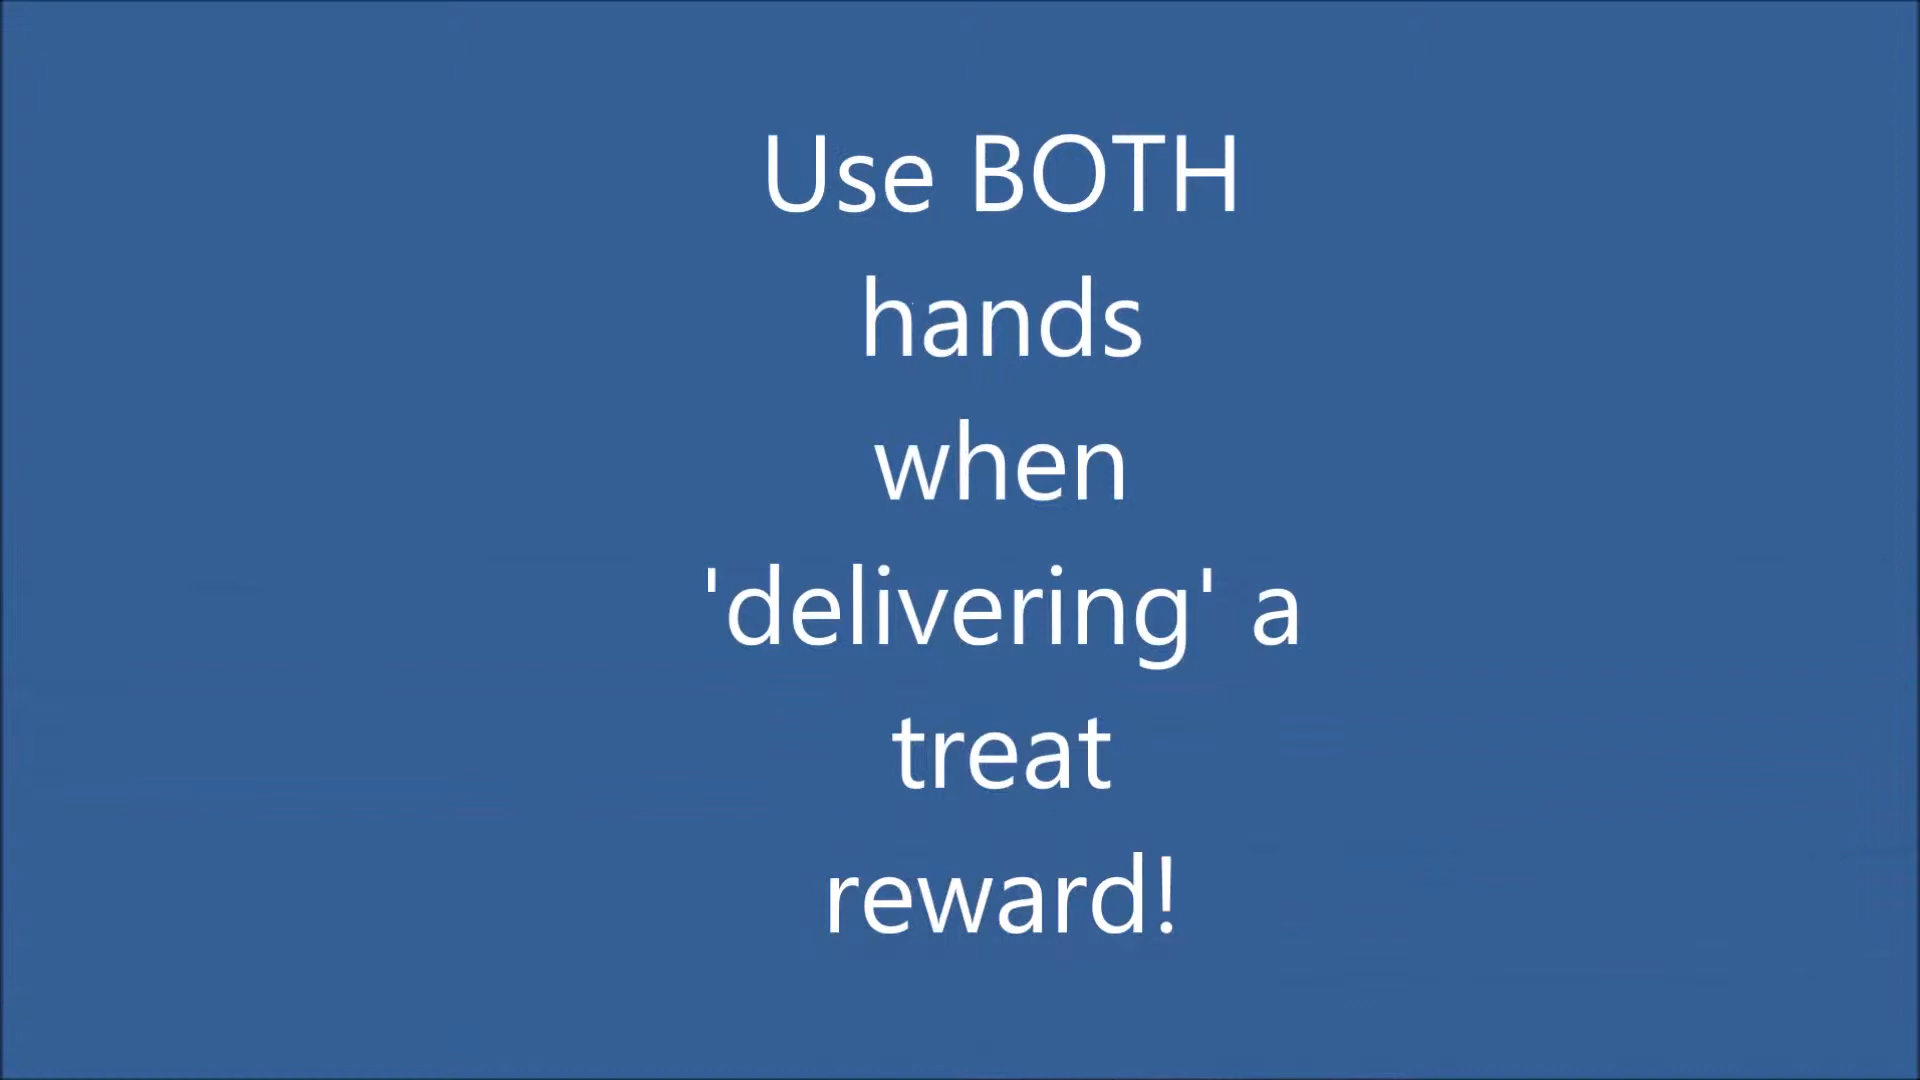 Use BOTH
hands
when
'delivering' a
treat
reward!